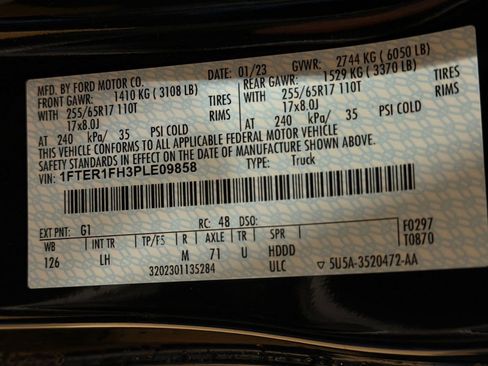 MFD. BY FORD MOTOR CO.
DATE: 01/23 GVWR: 2744 KG (6050 LB)
FRONT GAWR: 1410 KG (3108 LB) REAR GAWR: 1529 KG (3370 LB)
WITH 255/65R17 110T TIRES WITH 255/65R17 110T TIRES
17x8.0J RIMS 17x8.0J RIMS
AT 240 kPa/ 35 PSI COLD AT 240 kPa/ 35 PSI COLD
THIS VEHICLE CONFORMS TO ALL APPLICABLE FEDERAL MOTOR VEHICLE
SAFETY STANDARDS IN EFFECT ON THE DATE OF MANUFACTURE SHOWN ABOVE.
VIN: 1FTER1FH3PLE09858 TYPE: Truck
EXT PNT: G1 RC: 48 DSO: F0297
WB INT TR TP/PS R AXLE TR SPR T0870
126 LH M 71 U HDDD
3202301135284 ULC ▽ 5U5A-3520472-AA